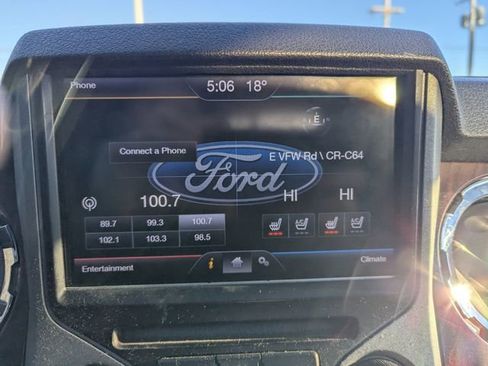 Phone
5:06 18°
E
Connect a Phone
E VFW Rd \ CR-C64
Ford
100.7
HI HI
89.7 99.3 100.7
102.1 103.3 98.5
Entertainment
i
Climate